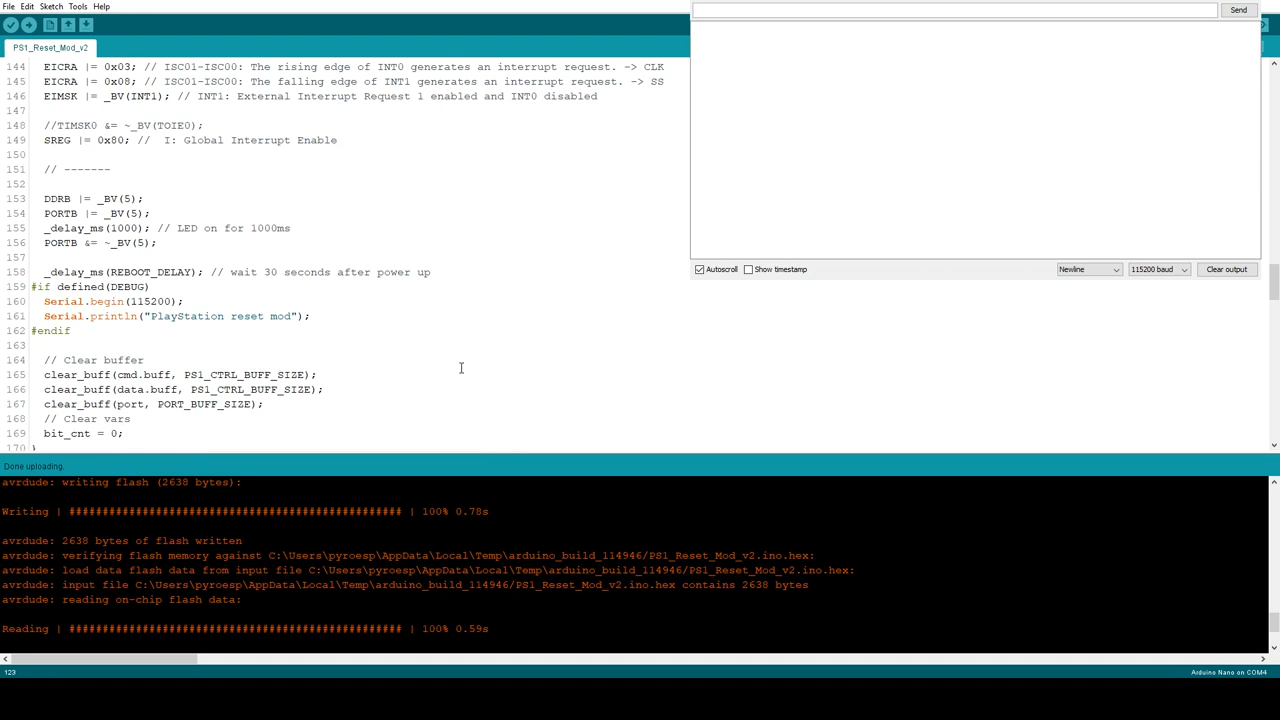 File Edit Sketch Tools Help
Send
PS1_Reset_Mod_v2
144 EICRA |= 0x03; // ISC01-ISC00: The rising edge of INT0 generates an interrupt request. -> CLK
145 EICRA |= 0x08; // ISC01-ISC00: The falling edge of INT1 generates an interrupt request. -> SS
146 EIMSK |= _BV(INT1); // INT1: External Interrupt Request 1 enabled and INT0 disabled
147
148 //TIMSK0 &= ~_BV(TOIE0);
149 SREG |= 0x80; // I: Global Interrupt Enable
150
151 // -------
152
153 DDRB |= _BV(5);
154 PORTB |= _BV(5);
155 _delay_ms(1000); // LED on for 1000ms
156 PORTB &= ~_BV(5);
157
158 _delay_ms(REBOOT_DELAY); // wait 30 seconds after power up
159 #if defined(DEBUG)
160 Serial.begin(115200);
161 Serial.println("PlayStation reset mod");
162 #endif
163
164 // Clear buffer
165 clear_buff(cmd.buff, PS1_CTRL_BUFF_SIZE);
166 clear_buff(data.buff, PS1_CTRL_BUFF_SIZE);
167 clear_buff(port, PORT_BUFF_SIZE);
168 // Clear vars
169 bit_cnt = 0;
170 }
Autoscroll Show timestamp Newline 115200 baud Clear output
Done uploading.
avrdude: writing flash (2638 bytes):
Writing | ################################################## | 100% 0.78s
avrdude: 2638 bytes of flash written
avrdude: verifying flash memory against C:\Users\pyroesp\AppData\Local\Temp\arduino_build_114946/PS1_Reset_Mod_v2.ino.hex:
avrdude: load data flash data from input file C:\Users\pyroesp\AppData\Local\Temp\arduino_build_114946/PS1_Reset_Mod_v2.ino.hex:
avrdude: input file C:\Users\pyroesp\AppData\Local\Temp\arduino_build_114946/PS1_Reset_Mod_v2.ino.hex contains 2638 bytes
avrdude: reading on-chip flash data:
Reading | ################################################## | 100% 0.59s
123
Arduino Nano on COM4